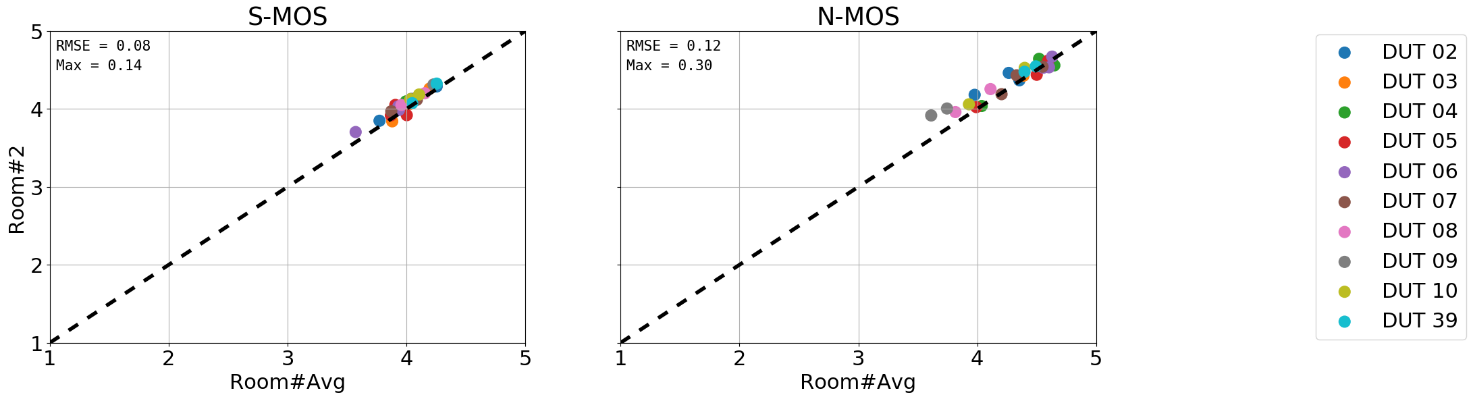 S-MOS
RMSE = 0.08
Max = 0.14
5
4
3
2
1
Room#2
1
2
3
4
5
Room#Avg
N-MOS
RMSE = 0.12
Max = 0.30
1
2
3
4
5
Room#Avg
DUT 02
DUT 03
DUT 04
DUT 05
DUT 06
DUT 07
DUT 08
DUT 09
DUT 10
DUT 39